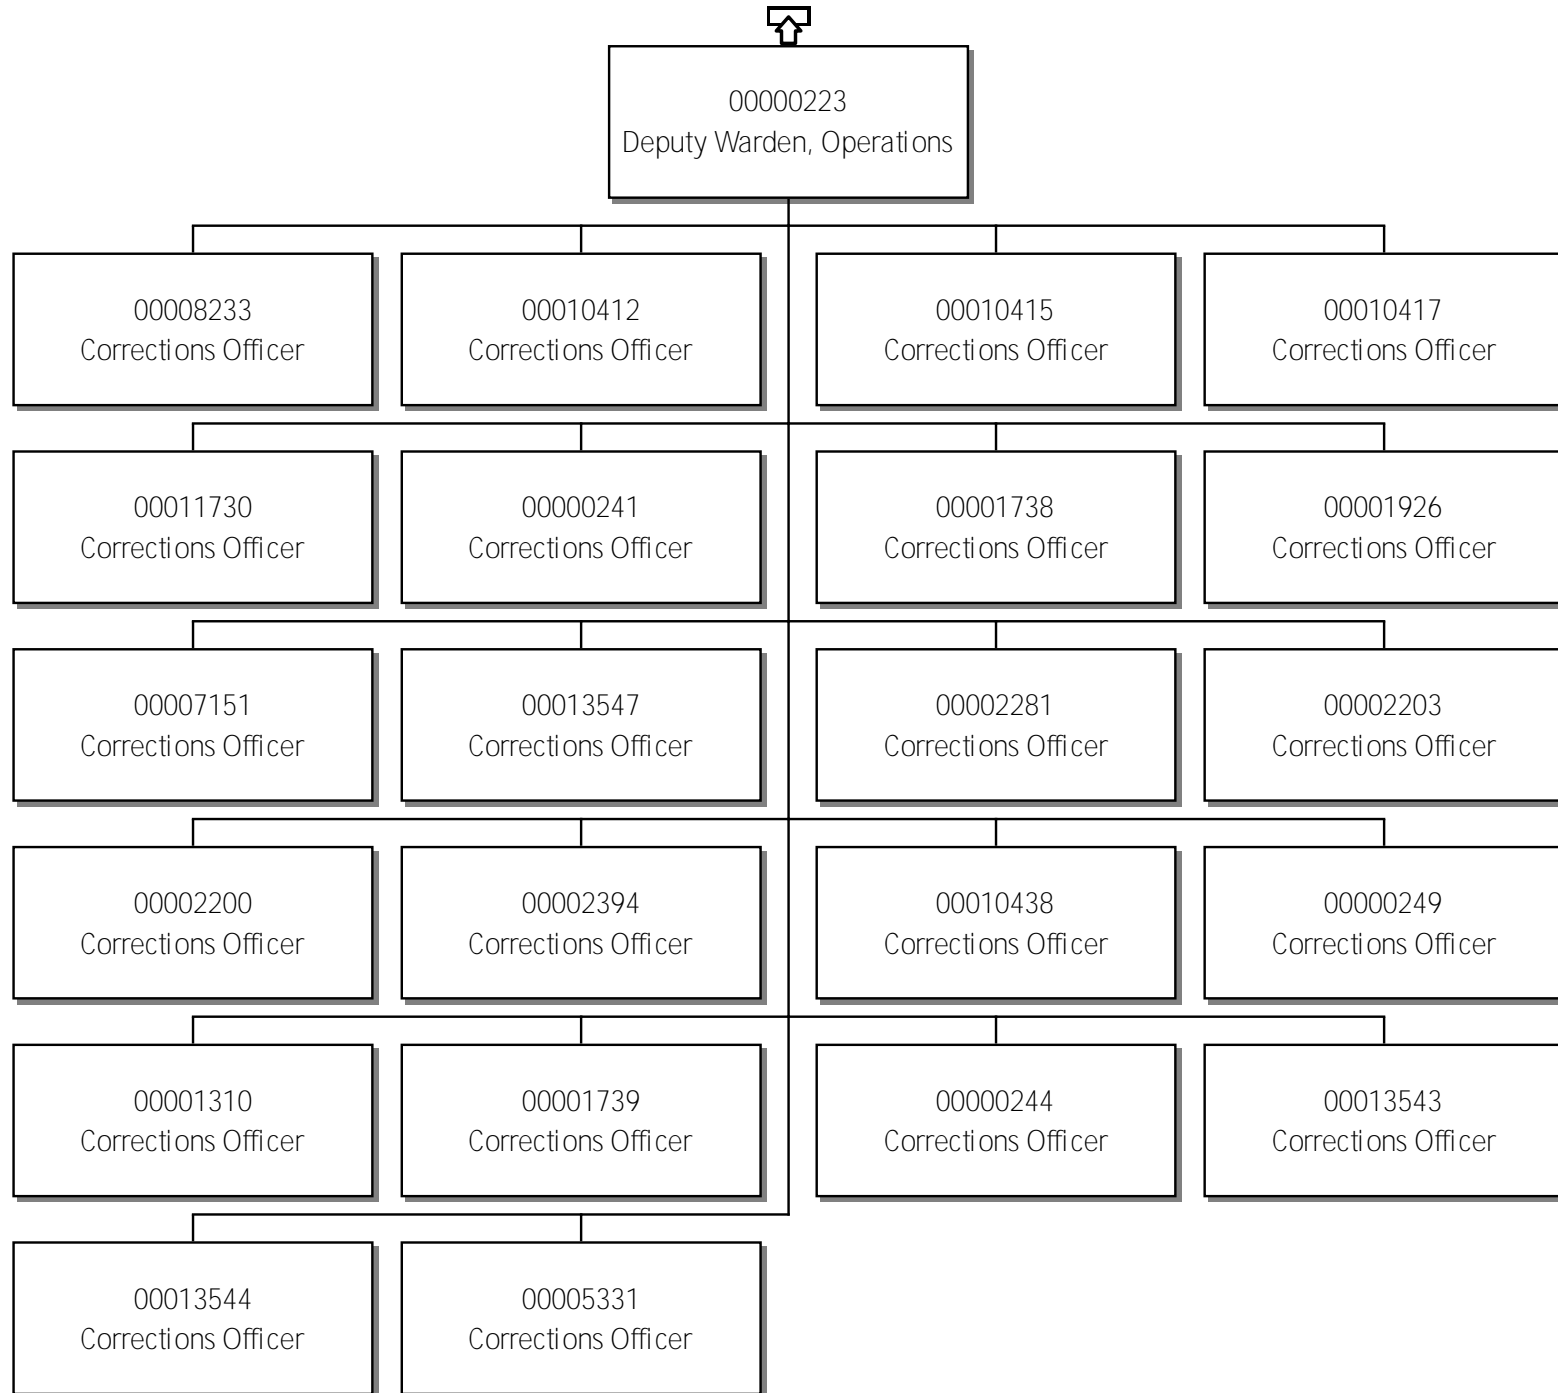 00000223
Deputy Warden, Operations
00008233
Corrections Officer
00010412
Corrections Officer
00010415
Corrections Officer
00010417
Corrections Officer
00011730
Corrections Officer
00000241
Corrections Officer
00001738
Corrections Officer
00001926
Corrections Officer
00007151
Corrections Officer
00013547
Corrections Officer
00002281
Corrections Officer
00002203
Corrections Officer
00002200
Corrections Officer
00002394
Corrections Officer
00010438
Corrections Officer
00000249
Corrections Officer
00001310
Corrections Officer
00001739
Corrections Officer
00000244
Corrections Officer
00013543
Corrections Officer
00013544
Corrections Officer
00005331
Corrections Officer